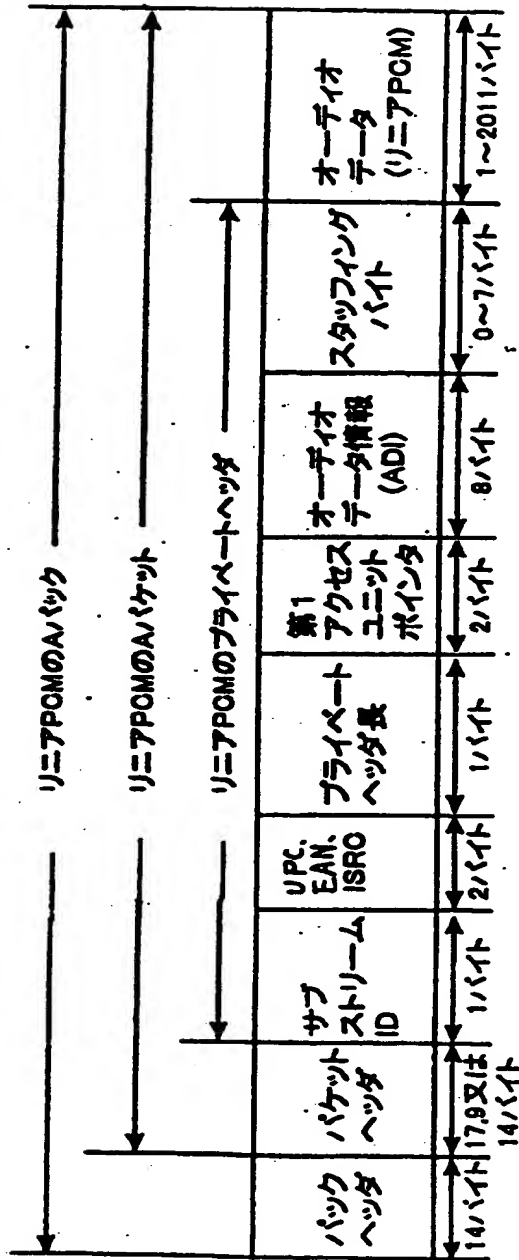 リニアPCMのAパック
リニアPCMのAパケット
リニアPCMのプライベートヘッダ
パック
ヘッダ
パケット
ヘッダ
サブ
ストリーム
ID
UPC,
EAN,
ISRC
プライベート
ヘッダ長
第1
アクセス
ユニット
ポインタ
オーディオ
データ情報
(ADI)
スタッフィング
バイト
オーディオ
データ
(リニアPCM)
14バイト
17,9又は
14バイト
1バイト
2バイト
1バイト
2バイト
8バイト
0~7バイト
1~2011バイト